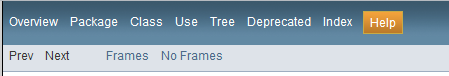 Overview Package Class Use Tree Deprecated Index Help
Prev Next Frames No Frames